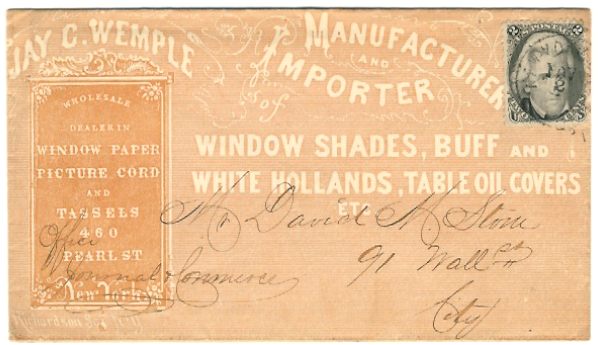 JAY C. WEMPLE
MANUFACTURER
AND
IMPORTER
of
WINDOW SHADES, BUFF AND
WHITE HOLLANDS, TABLE OIL COVERS
ETC.
WHOLESALE
DEALER IN
WINDOW PAPER
PICTURE CORD
AND
TASSELS
460
PEARL ST
New York
Mr David M. Stone
Office
Journal & Commerce
91 Wall St
City
2
2